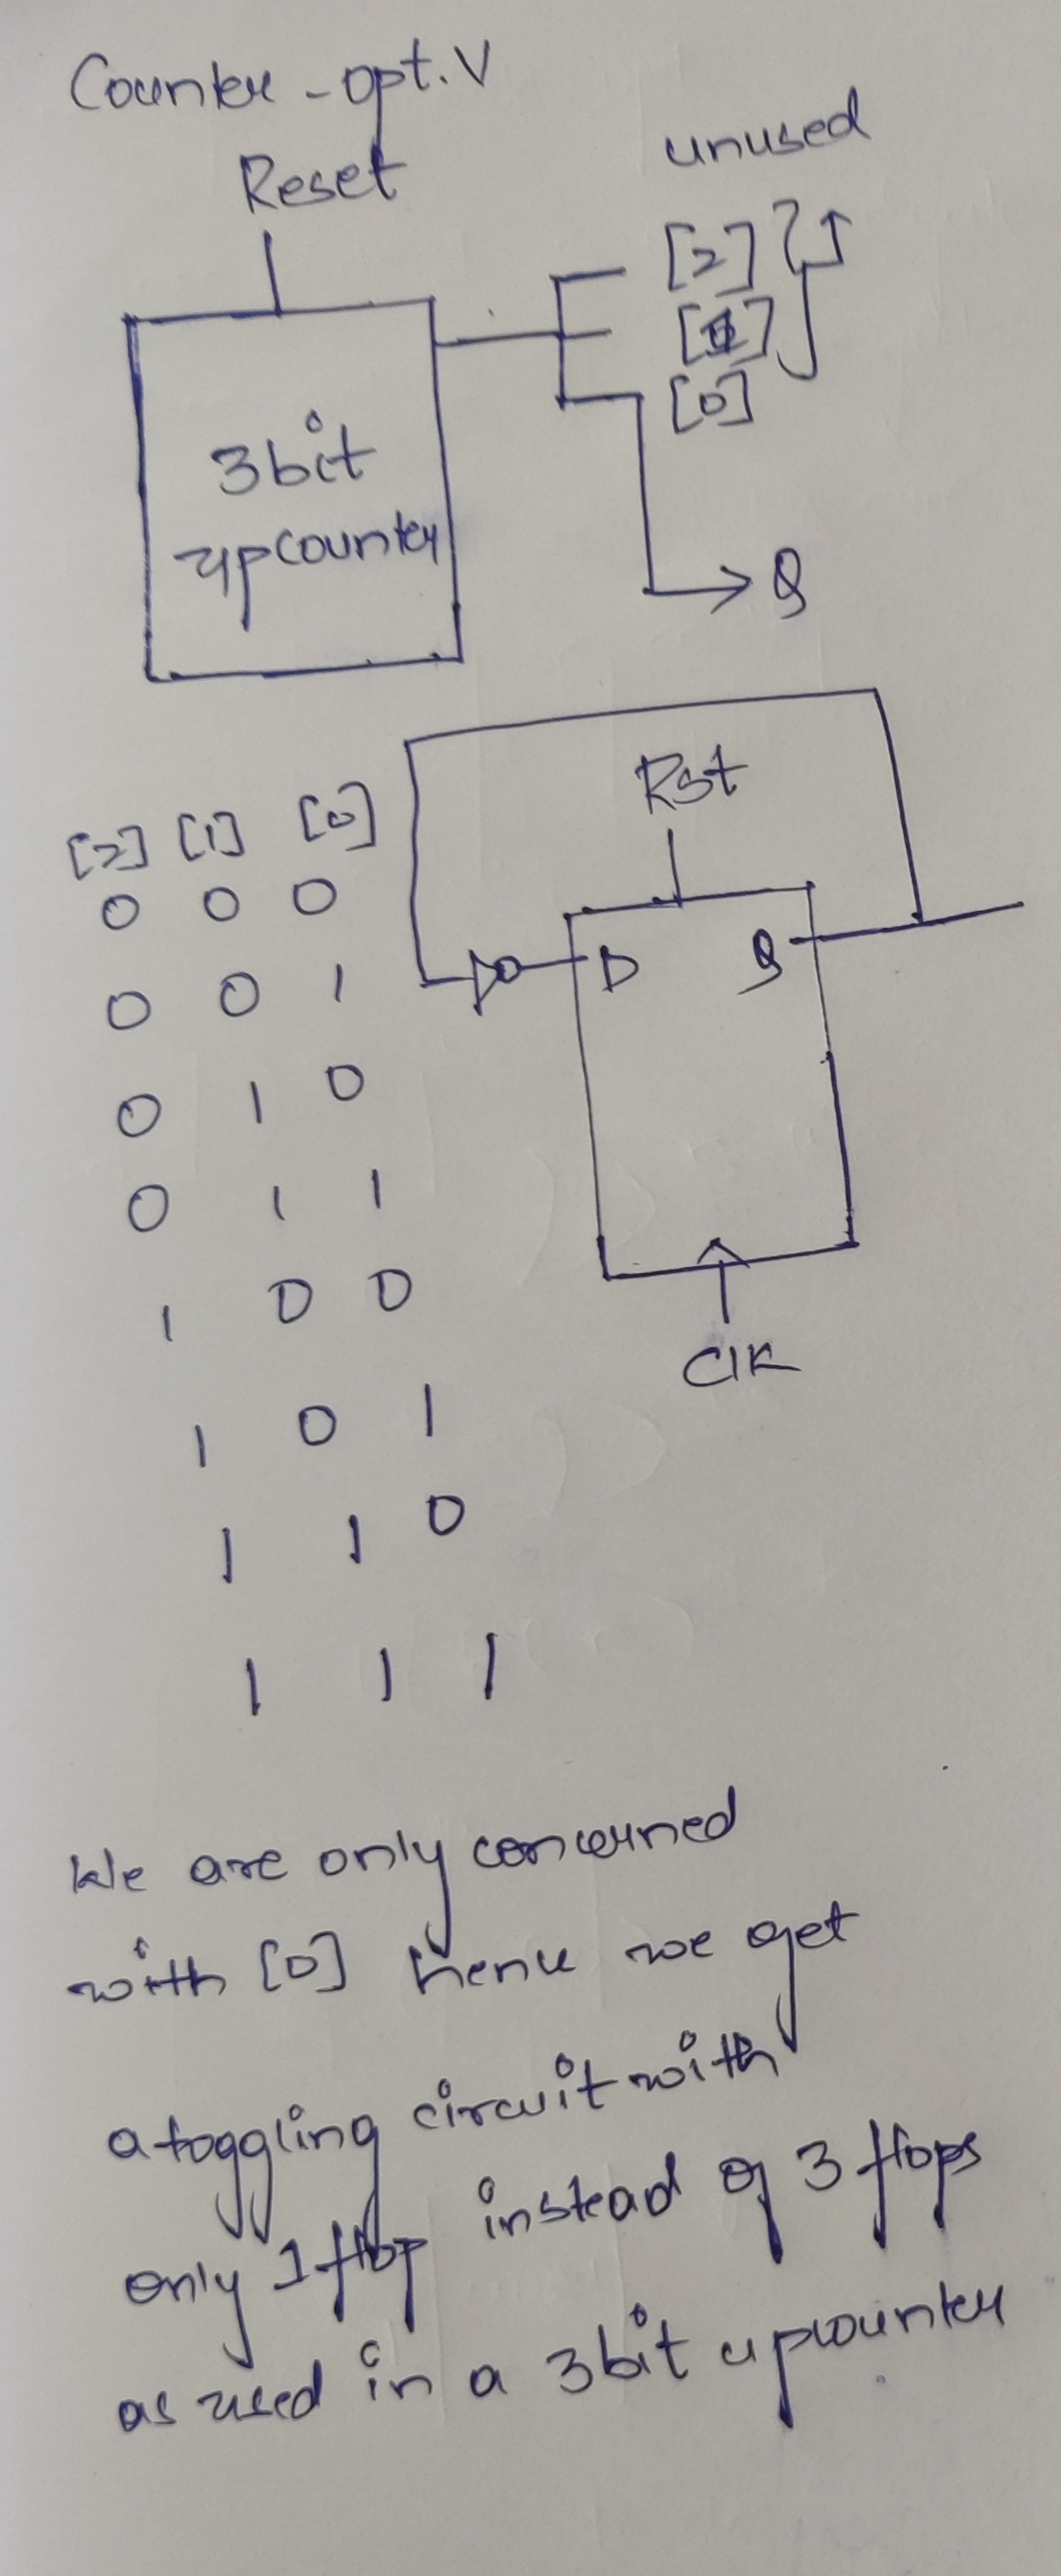 Counter-opt.V
Reset
unused
[2]
[1]
[0]
3bit
upcounter
Q
Rst
D Q
Clk
[2] [1] [0]
0 0 0
0 0 1
0 1 0
0 1 1
1 0 0
1 0 1
1 1 0
1 1 1
We are only concerned
with [0] hence we get
a toggling circuit with
only 1 flop instead of 3 flops
as used in a 3bit upcounter